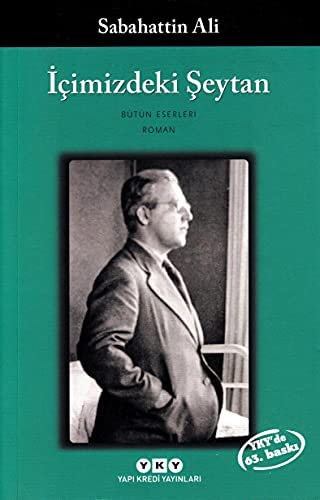 Sabahattin Ali
İçimizdeki Şeytan
BÜTÜN ESERLERİ
ROMAN
YKY'de
63. baskı
YKY
YAPI KREDİ YAYINLARI